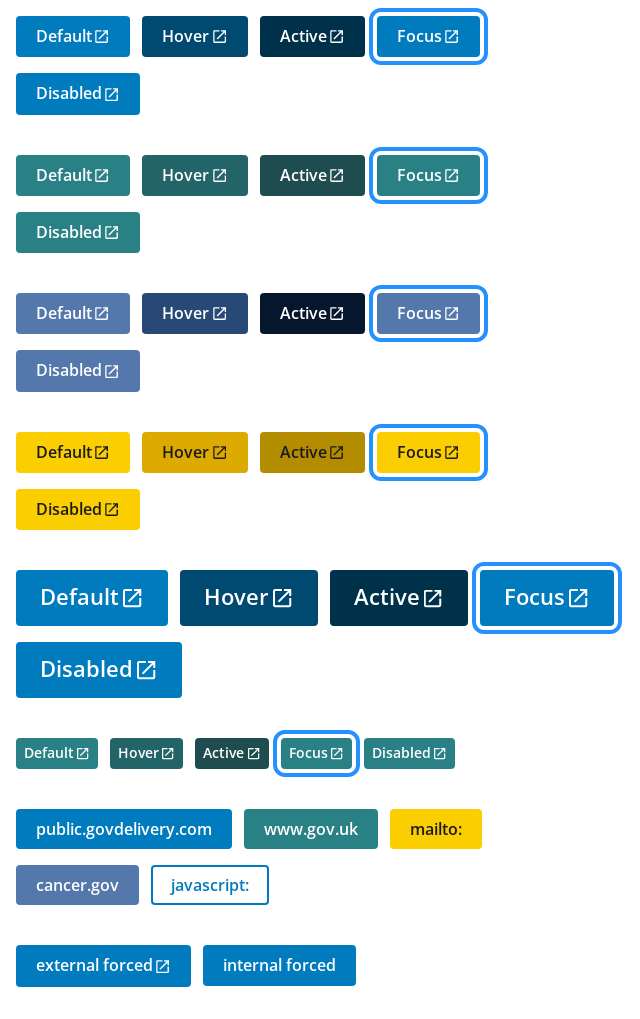 Default Hover Active Focus
Disabled
Default Hover Active Focus
Disabled
Default Hover Active Focus
Disabled
Default Hover Active Focus
Disabled
Default Hover Active Focus
Disabled
Default Hover Active Focus Disabled
public.govdelivery.com www.gov.uk mailto:
cancer.gov javascript:
external forced internal forced